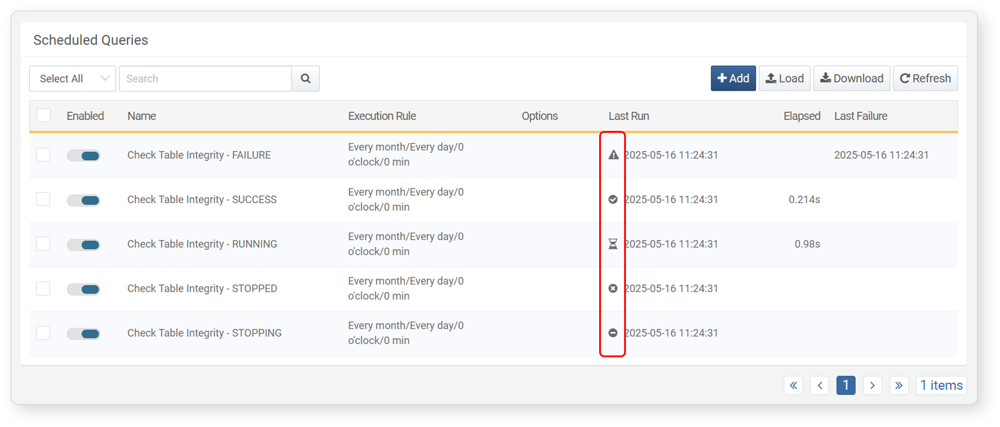 Scheduled Queries
Select All Search Add Load Download Refresh
Enabled Name Execution Rule Options Last Run Elapsed Last Failure
Check Table Integrity - FAILURE Every month/Every day/0 2025-05-16 11:24:31 2025-05-16 11:24:31
o'clock/0 min
Check Table Integrity - SUCCESS Every month/Every day/0 2025-05-16 11:24:31 0.214s
o'clock/0 min
Check Table Integrity - RUNNING Every month/Every day/0 2025-05-16 11:24:31 0.98s
o'clock/0 min
Check Table Integrity - STOPPED Every month/Every day/0 2025-05-16 11:24:31
o'clock/0 min
Check Table Integrity - STOPPING Every month/Every day/0 2025-05-16 11:24:31
o'clock/0 min
« ‹ 1 › » 1 items